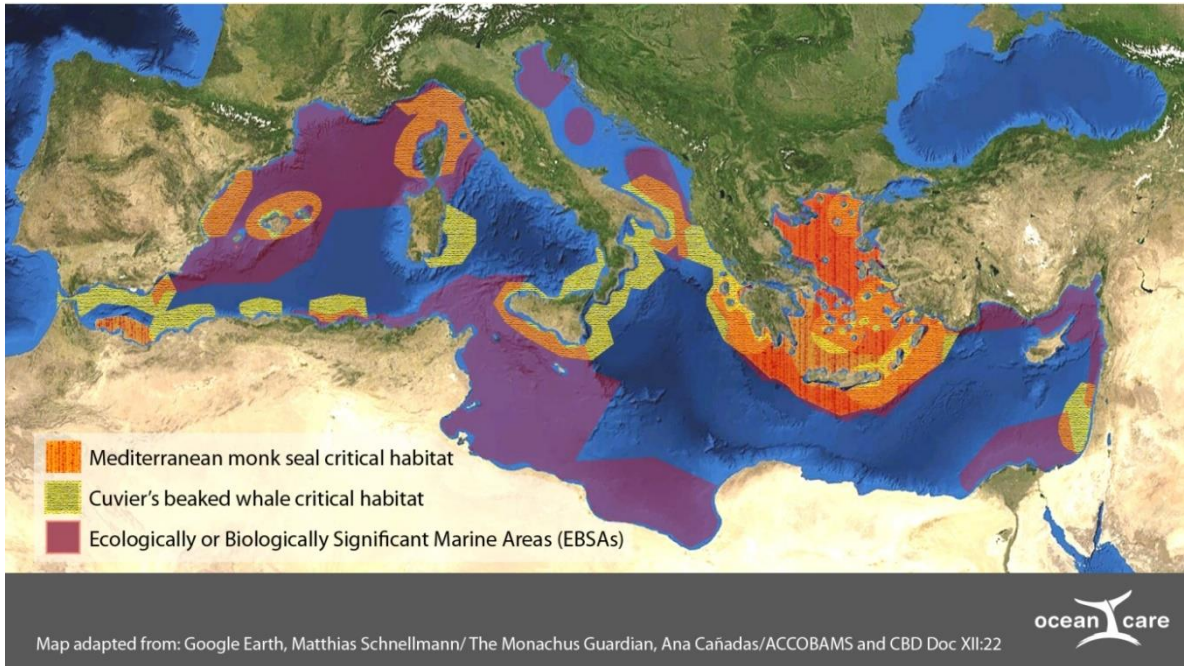 Mediterranean monk seal critical habitat
Cuvier's beaked whale critical habitat
Ecologically or Biologically Significant Marine Areas (EBSAs)
Map adapted from: Google Earth, Matthias Schnellmann/ The Monachus Guardian, Ana Cañadas/ACCOBAMS and CBD Doc XII:22
ocean care